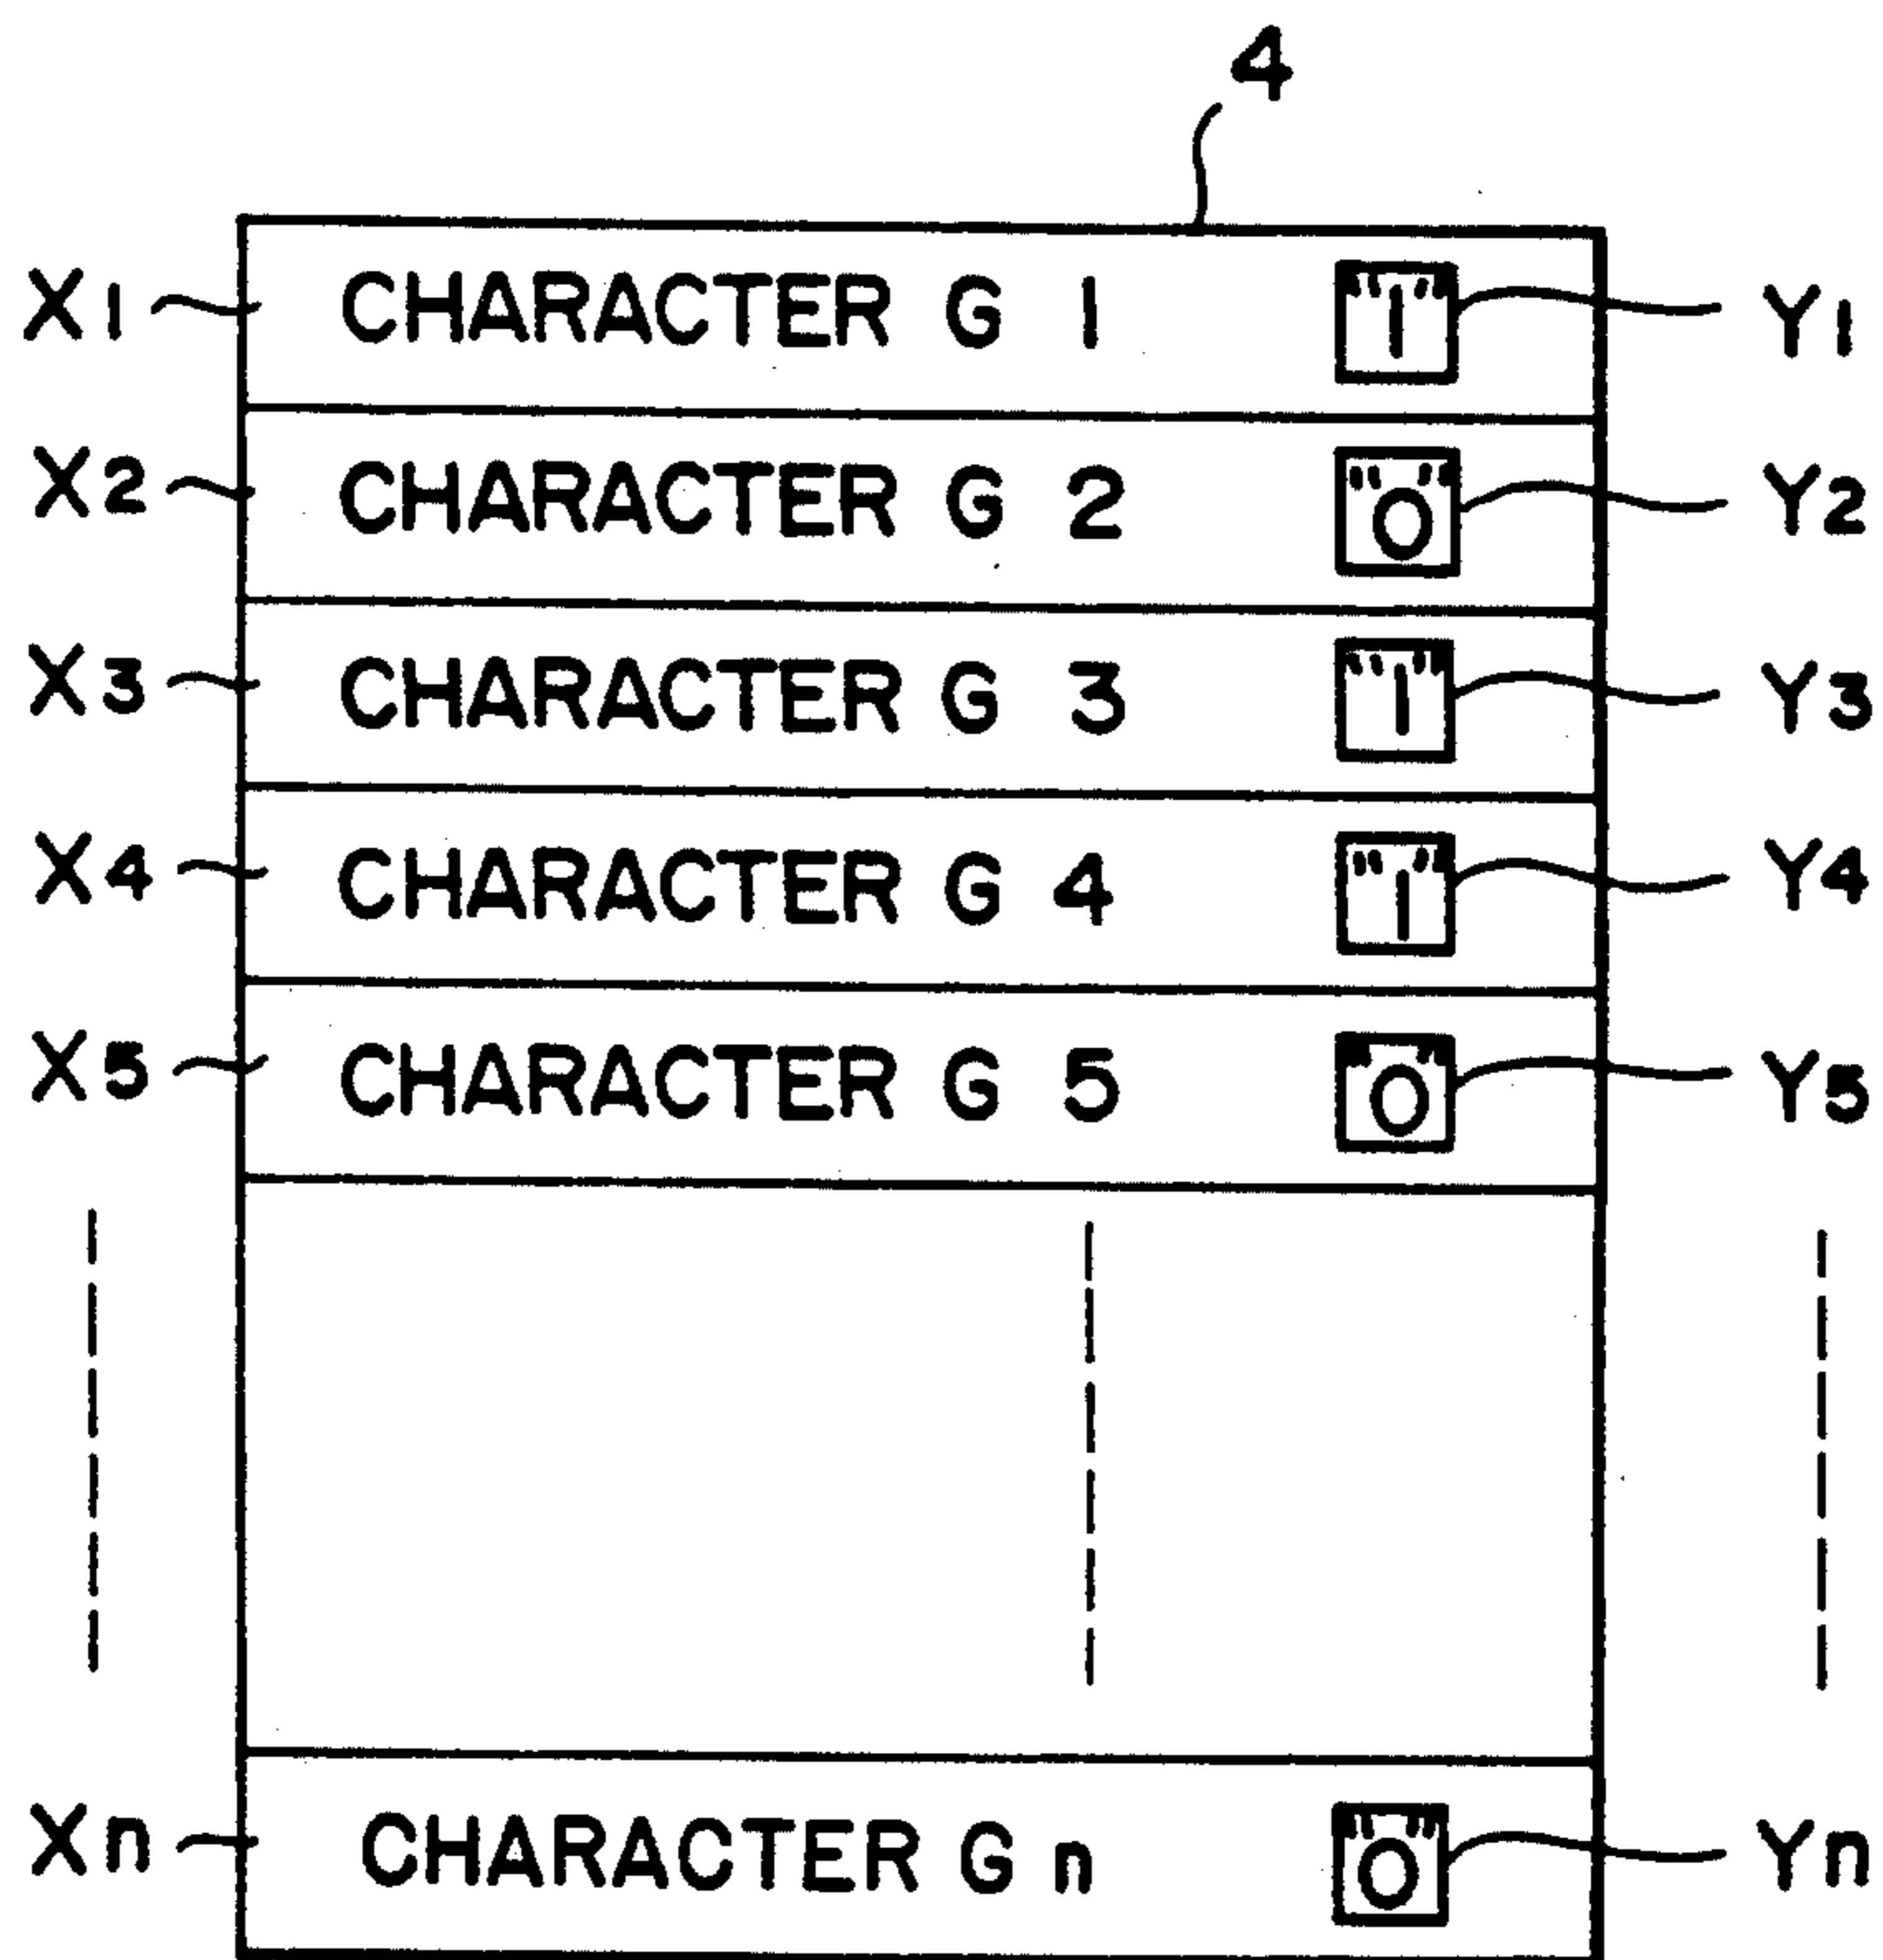 4
X1 CHARACTER G 1 "1" Y1
X2 CHARACTER G 2 "0" Y2
X3 CHARACTER G 3 "1" Y3
X4 CHARACTER G 4 "1" Y4
X5 CHARACTER G 5 "0" Y5
Xn CHARACTER G n "0" Yn